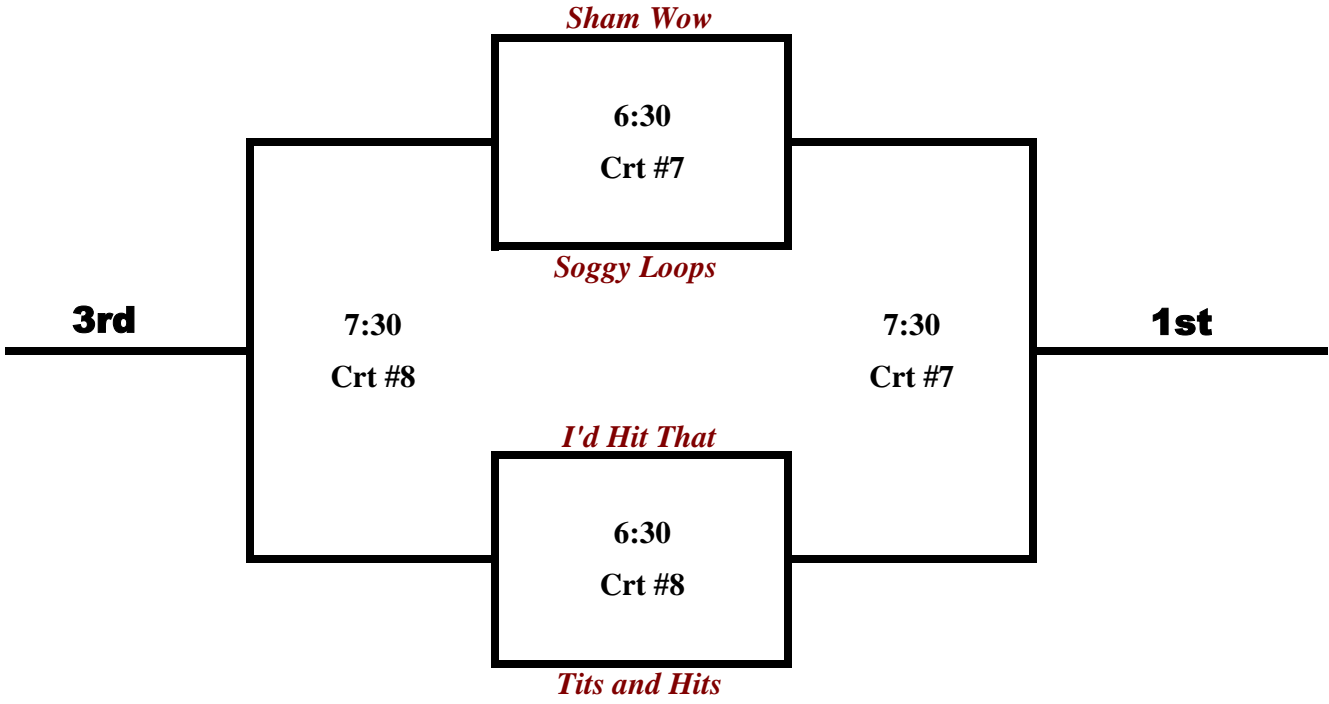 Sham Wow
6:30
Crt #7
Soggy Loops
3rd
7:30
Crt #8
7:30
Crt #7
1st
I'd Hit That
6:30
Crt #8
Tits and Hits